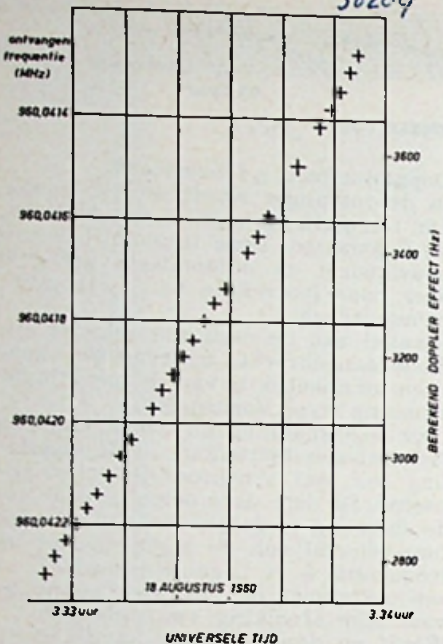 ontvangen
frequentie
(MHz)
960,0414
960,0416
960,0418
960,0420
960,0422
3600
3400
3200
3000
2800
BEREKEND DOPPLER EFFECT (Hz)
18 AUGUSTUS 1960
3.33 uur
3.34 uur
UNIVERSELE TIJD